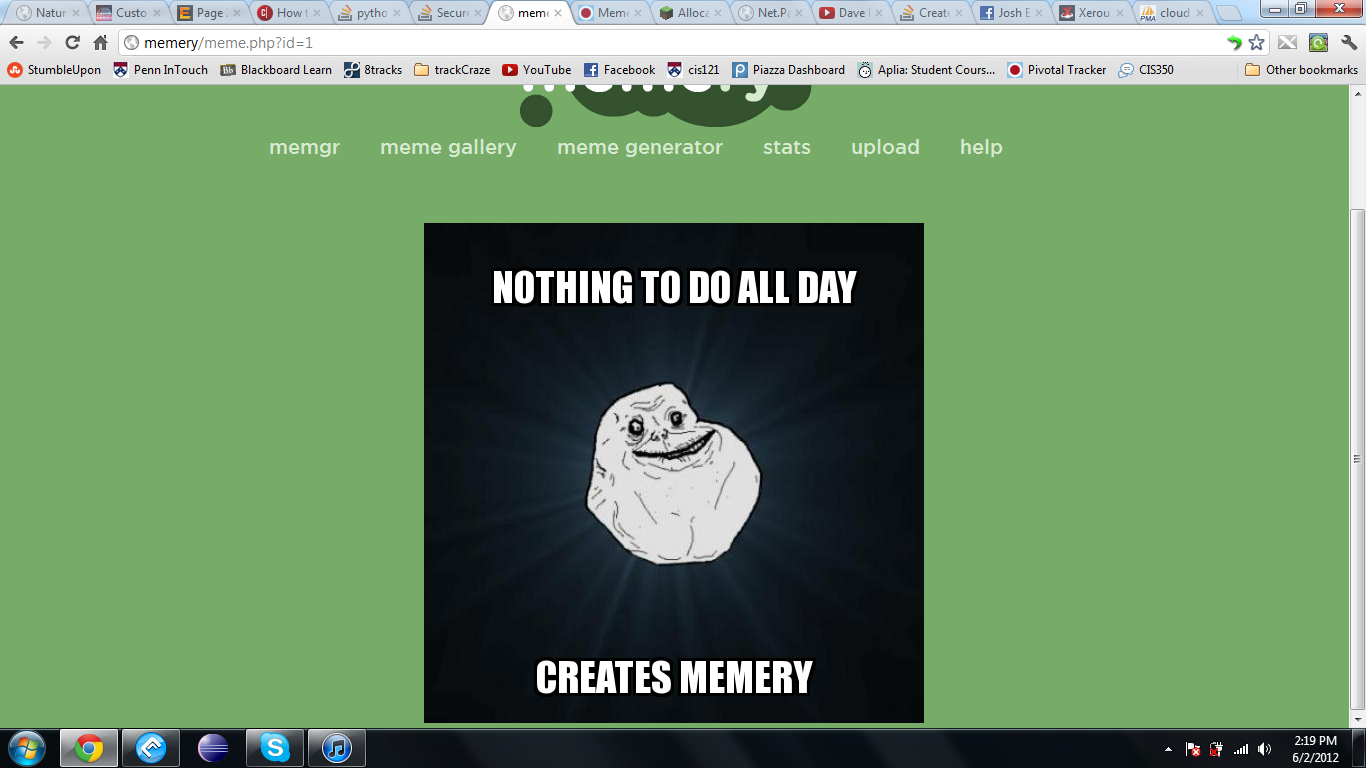 Natur
Custo
Page
How t
pytho
Secure
meme
Meme
Alloca
Net.Pa
Dave
Create
Josh E
Xerou
cloud
memery/meme.php?id=1
StumbleUpon
Penn InTouch
Bb
Blackboard Learn
8tracks
trackCraze
YouTube
Facebook
cis121
Piazza Dashboard
Aplia: Student Cours...
Pivotal Tracker
CIS350
Other bookmarks
memgr
meme gallery
meme generator
stats
upload
help
NOTHING TO DO ALL DAY
CREATES MEMERY
2:19 PM
6/2/2012